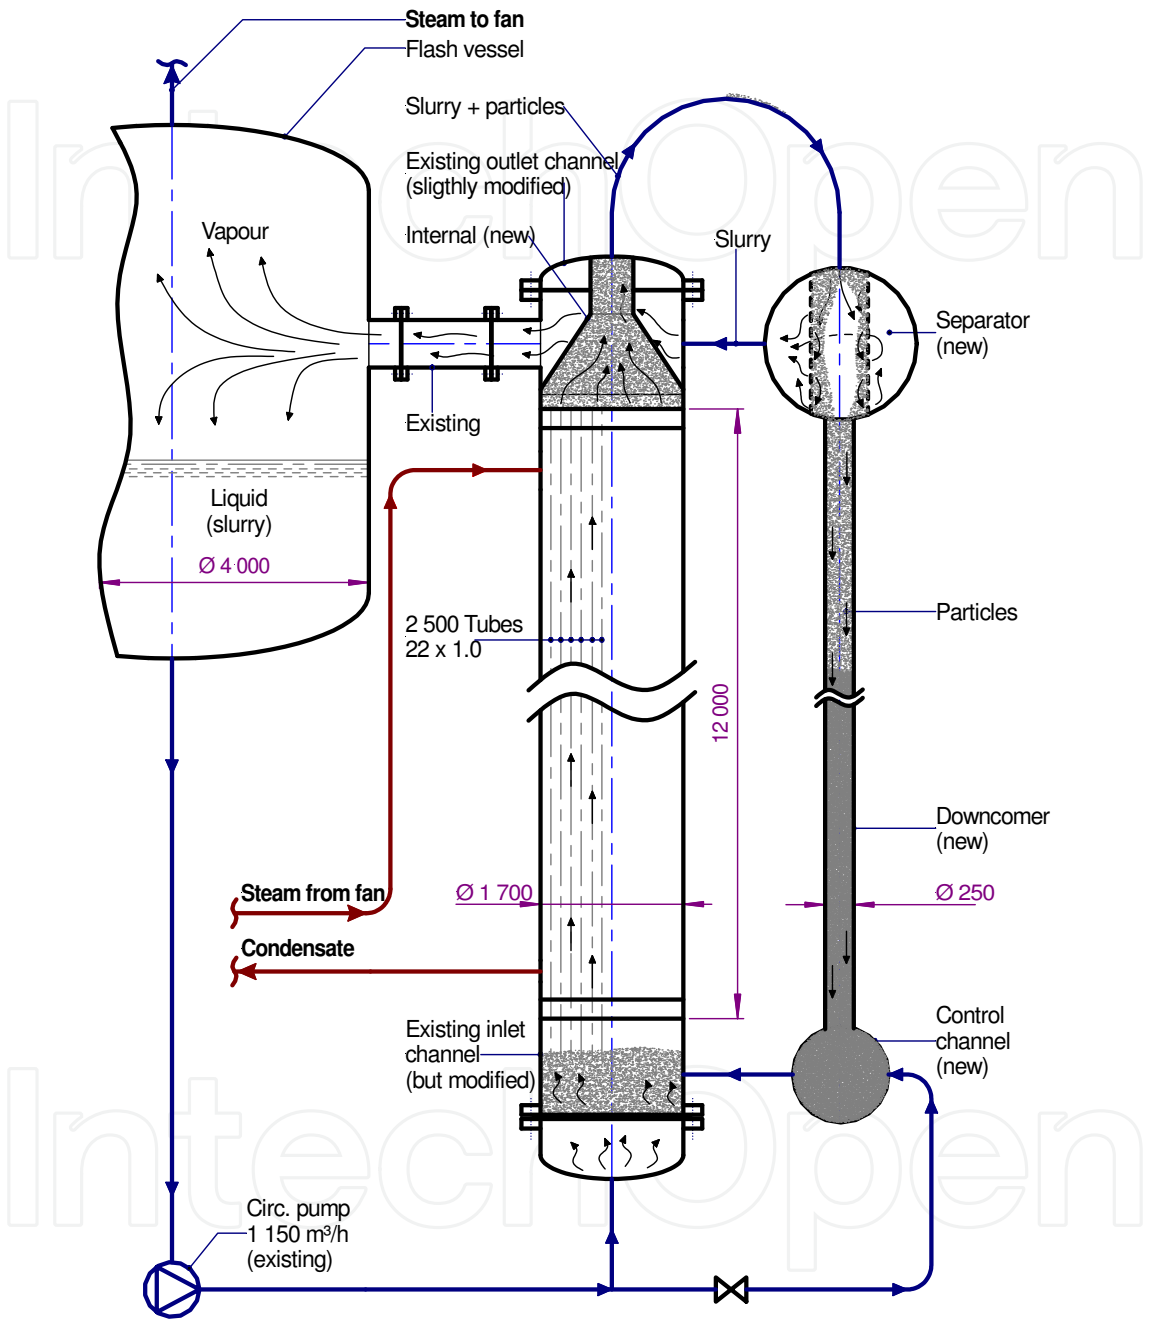 Steam to fan
Flash vessel
Slurry + particles
Existing outlet channel
(sligthly modified)
Internal (new)
Vapour
Slurry
Separator
(new)
Existing
Liquid
(slurry)
Ø 4 000
2 500 Tubes
22 x 1.0
Particles
12 000
Downcomer
(new)
Steam from fan
Ø 1 700
Ø 250
Condensate
Existing inlet
channel
(but modified)
Control
channel
(new)
Circ. pump
1 150 m³/h
(existing)
IntechOpen
IntechOpen